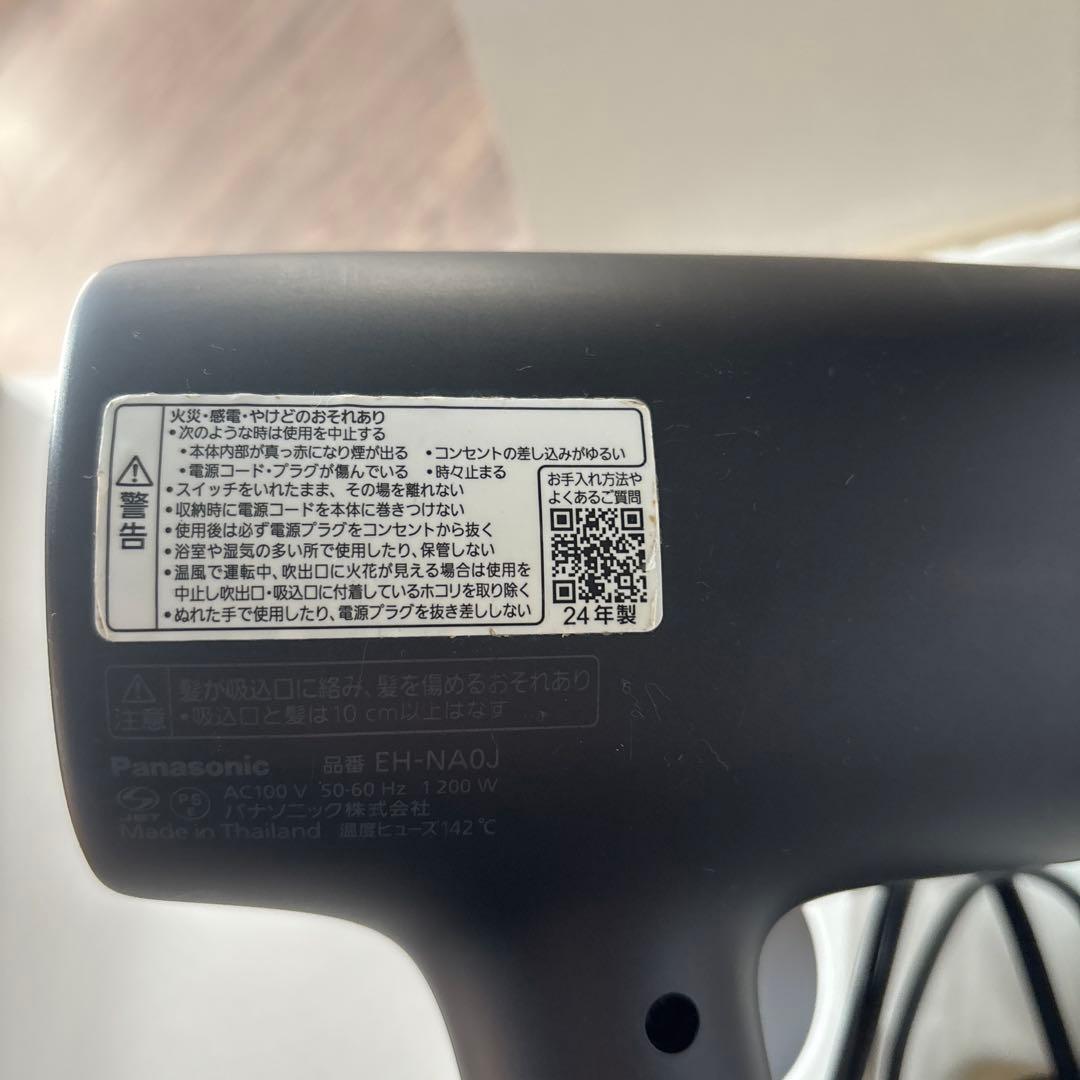 警告
火災・感電・やけどのおそれあり
•次のような時は使用を中止する
•本体内部が真っ赤になり煙が出る •コンセントの差し込みがゆるい
•電源コード・プラグが傷んでいる •時々止まる
•スイッチをいれたまま、その場を離れない
•収納時に電源コードを本体に巻きつけない
•使用後は必ず電源プラグをコンセントから抜く
•浴室や湿気の多い所で使用したり、保管しない
•温風で運転中、吹出口に火花が見える場合は使用を
中止し吹出口・吸込口に付着しているホコリを取り除く
•ぬれた手で使用したり、電源プラグを抜き差ししない
お手入れ方法や
よくあるご質問
24年製
注意
髪が吸込口に絡み、髪を傷めるおそれあり
•吸込口と髪は10 cm以上はなす
Panasonic 品番 EH-NA0J
AC100 V 50-60 Hz 1 200 W
JET PS E パナソニック株式会社
Made in Thailand 温度ヒューズ142 ℃